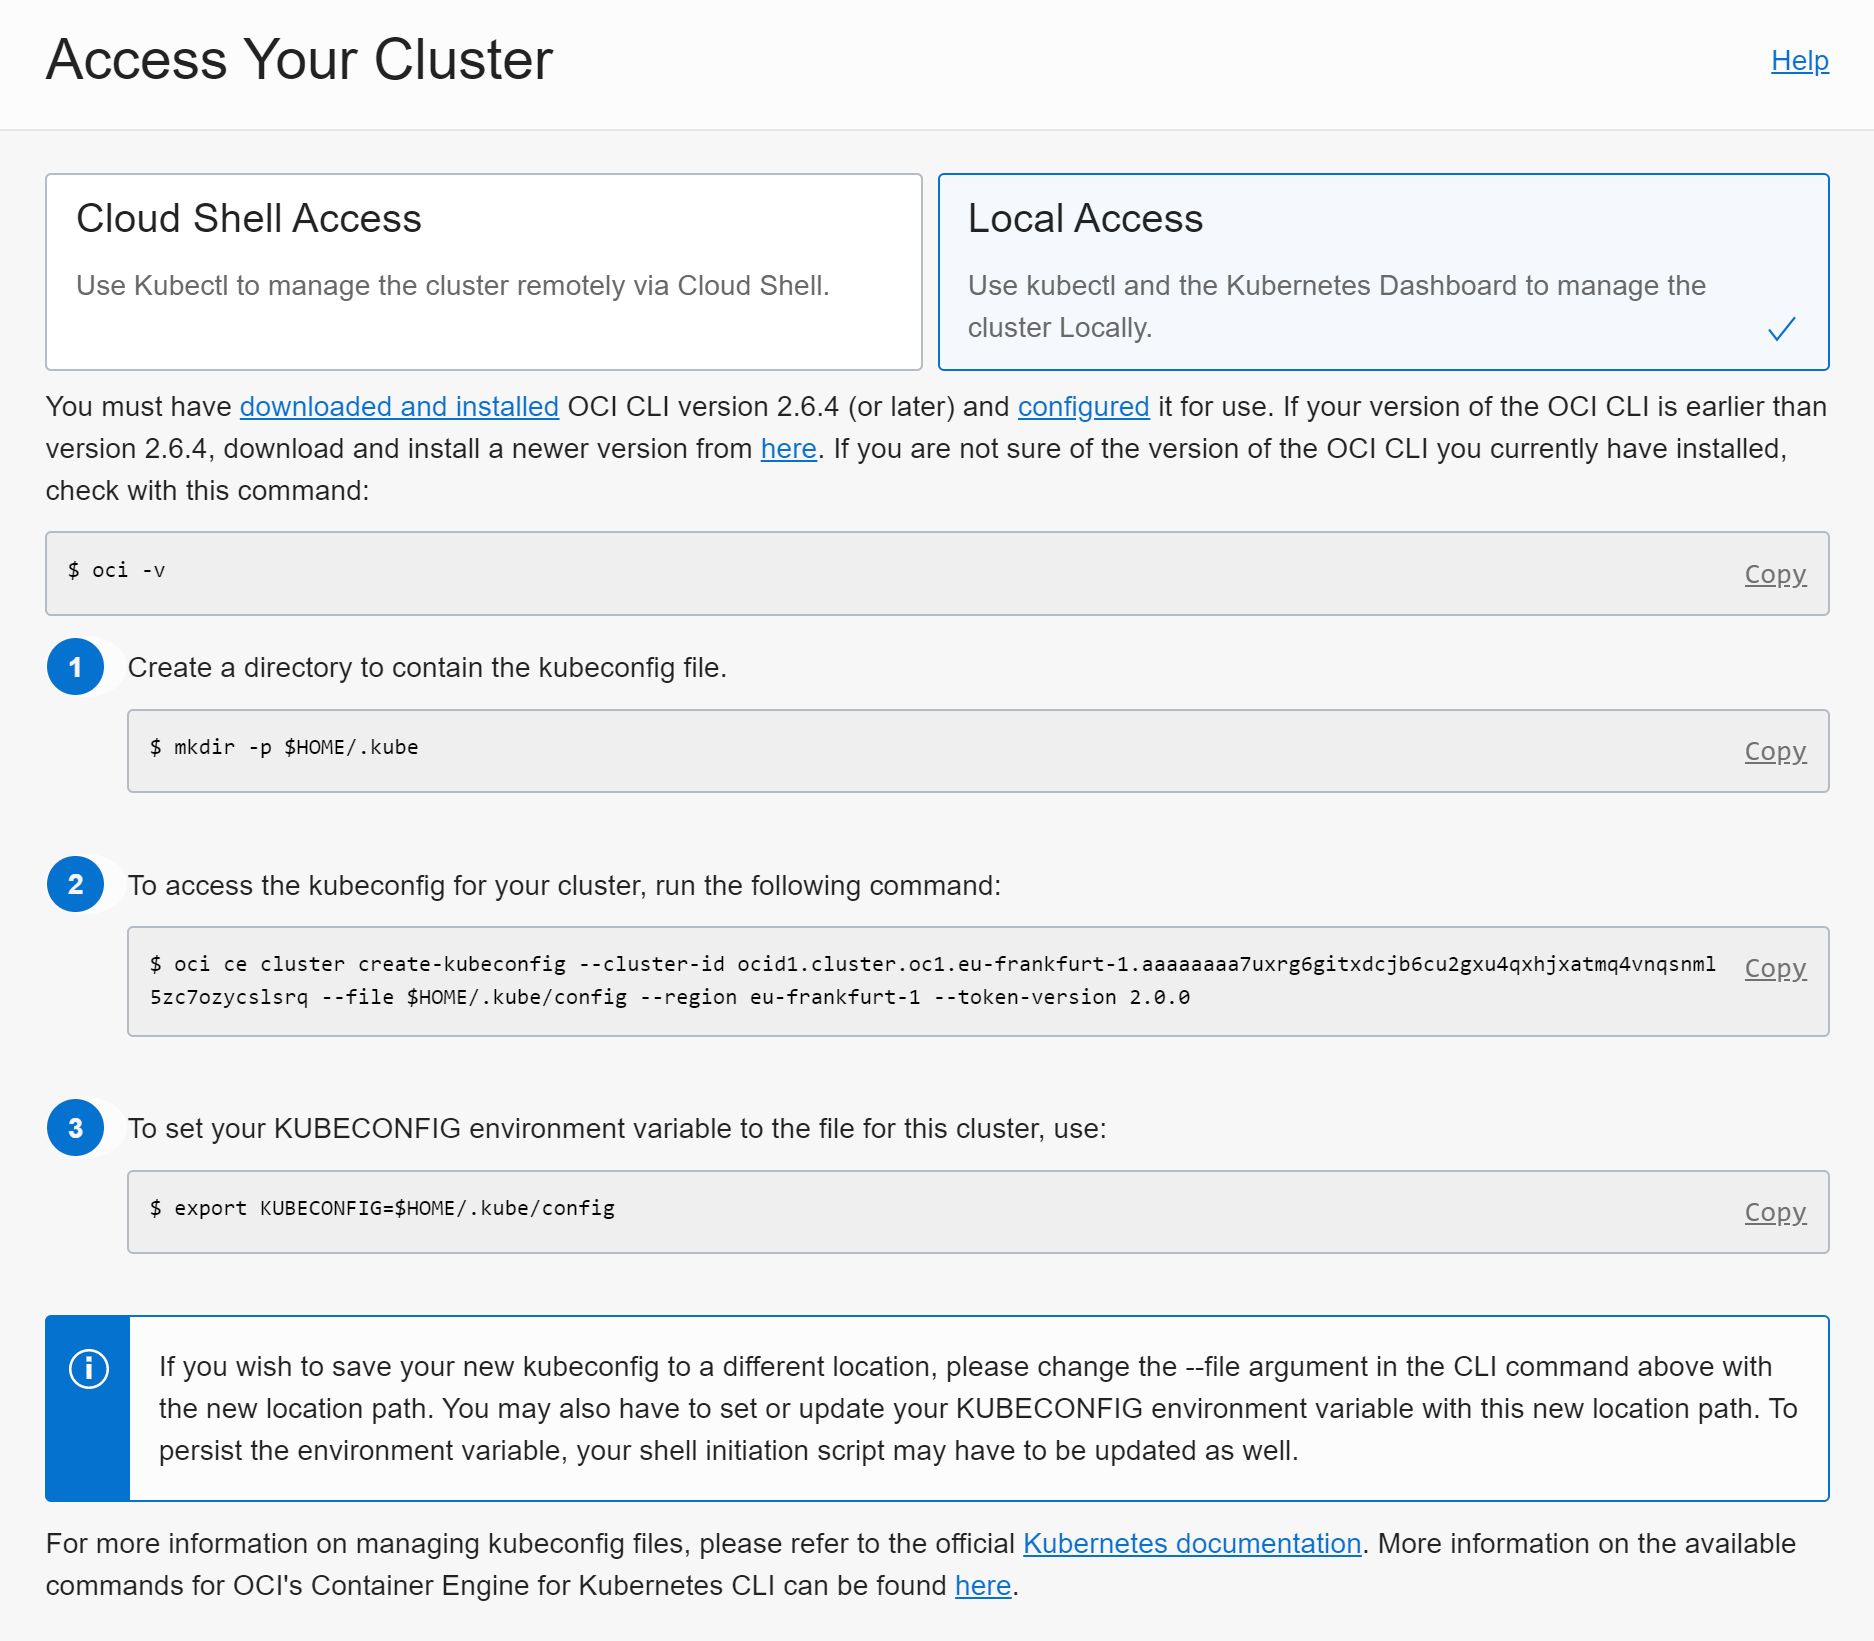 Access Your Cluster
Help
Cloud Shell Access
Use Kubectl to manage the cluster remotely via Cloud Shell.
Local Access
Use kubectl and the Kubernetes Dashboard to manage the
cluster Locally.
You must have downloaded and installed OCI CLI version 2.6.4 (or later) and configured it for use. If your version of the OCI CLI is earlier than
version 2.6.4, download and install a newer version from here. If you are not sure of the version of the OCI CLI you currently have installed,
check with this command:
$ oci -v
Copy
1 Create a directory to contain the kubeconfig file.
$ mkdir -p $HOME/.kube
Copy
2 To access the kubeconfig for your cluster, run the following command:
$ oci ce cluster create-kubeconfig --cluster-id ocid1.cluster.oc1.eu-frankfurt-1.aaaaaaaa7uxrg6gitxdcjb6cu2gxu4qxhjxatmq4vnqsnml
5zc7ozycslsrq --file $HOME/.kube/config --region eu-frankfurt-1 --token-version 2.0.0
Copy
3 To set your KUBECONFIG environment variable to the file for this cluster, use:
$ export KUBECONFIG=$HOME/.kube/config
Copy
If you wish to save your new kubeconfig to a different location, please change the --file argument in the CLI command above with
the new location path. You may also have to set or update your KUBECONFIG environment variable with this new location path. To
persist the environment variable, your shell initiation script may have to be updated as well.
For more information on managing kubeconfig files, please refer to the official Kubernetes documentation. More information on the available
commands for OCI's Container Engine for Kubernetes CLI can be found here.